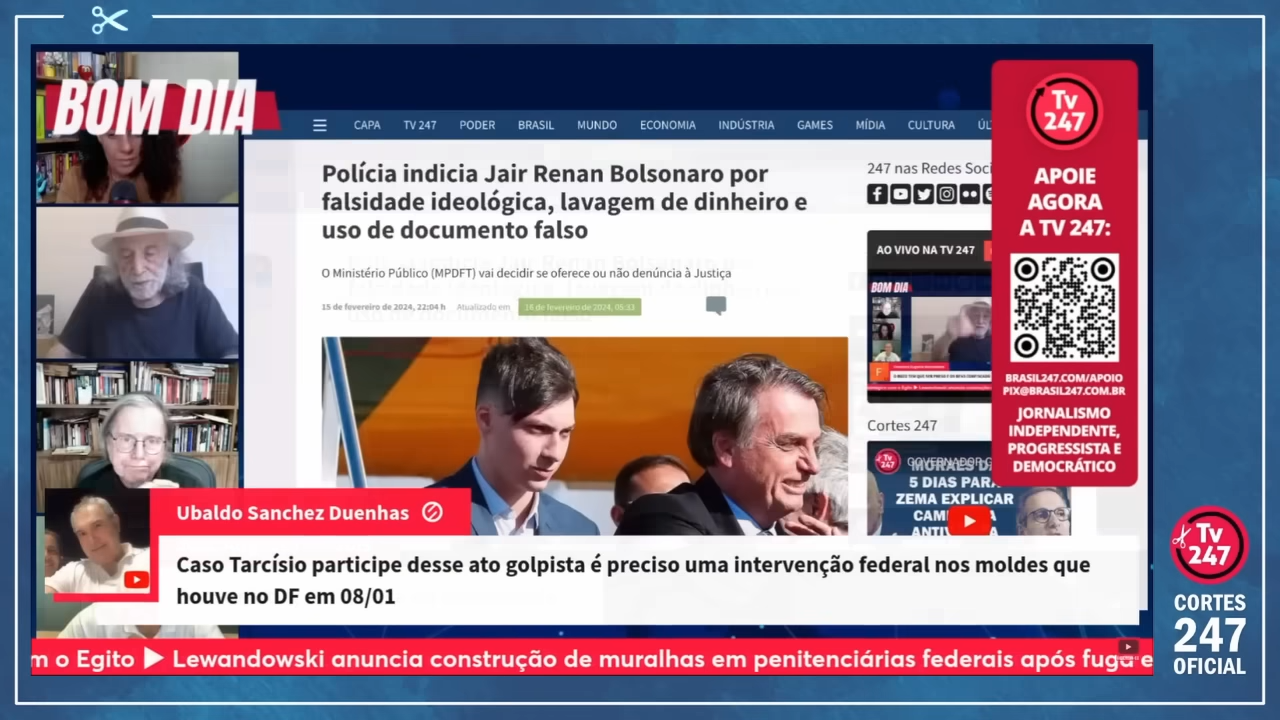 BOM DIA
CAPA TV 247 PODER BRASIL MUNDO ECONOMIA INDÚSTRIA GAMES MÍDIA CULTURA
Polícia indicia Jair Renan Bolsonaro por
falsidade ideológica, lavagem de dinheiro e
uso de documento falso
O Ministério Público (MPDFT) vai decidir se oferece ou não denúncia à Justiça
15 de fevereiro de 2024, 22:04 h Atualizado em 16 de fevereiro de 2024, 05:33
247 nas Redes Soci
AO VIVO NA TV 247
BOM DIA
Cortes 247
5 DIAS PARA
ZEMA EXPLICAR
Tv
247
APOIE
AGORA
A TV 247:
BRASIL247.COM/APOIO
PIX@BRASIL247.COM.BR
JORNALISMO
INDEPENDENTE,
PROGRESSISTA E
DEMOCRÁTICO
Ubaldo Sanchez Duenhas
Caso Tarcísio participe desse ato golpista é preciso uma intervenção federal nos moldes que
houve no DF em 08/01
m o Egito ▶ Lewandowski anuncia construção de muralhas em penitenciárias federais após fuga e
Tv
247
CORTES
247
OFICIAL